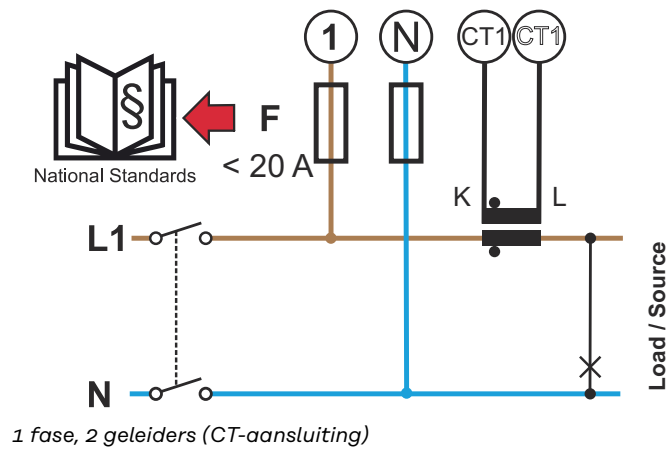 1 N CT1 CT1
§
F
National Standards
< 20 A
K L
L1
Load / Source
N
1 fase, 2 geleiders (CT-aansluiting)